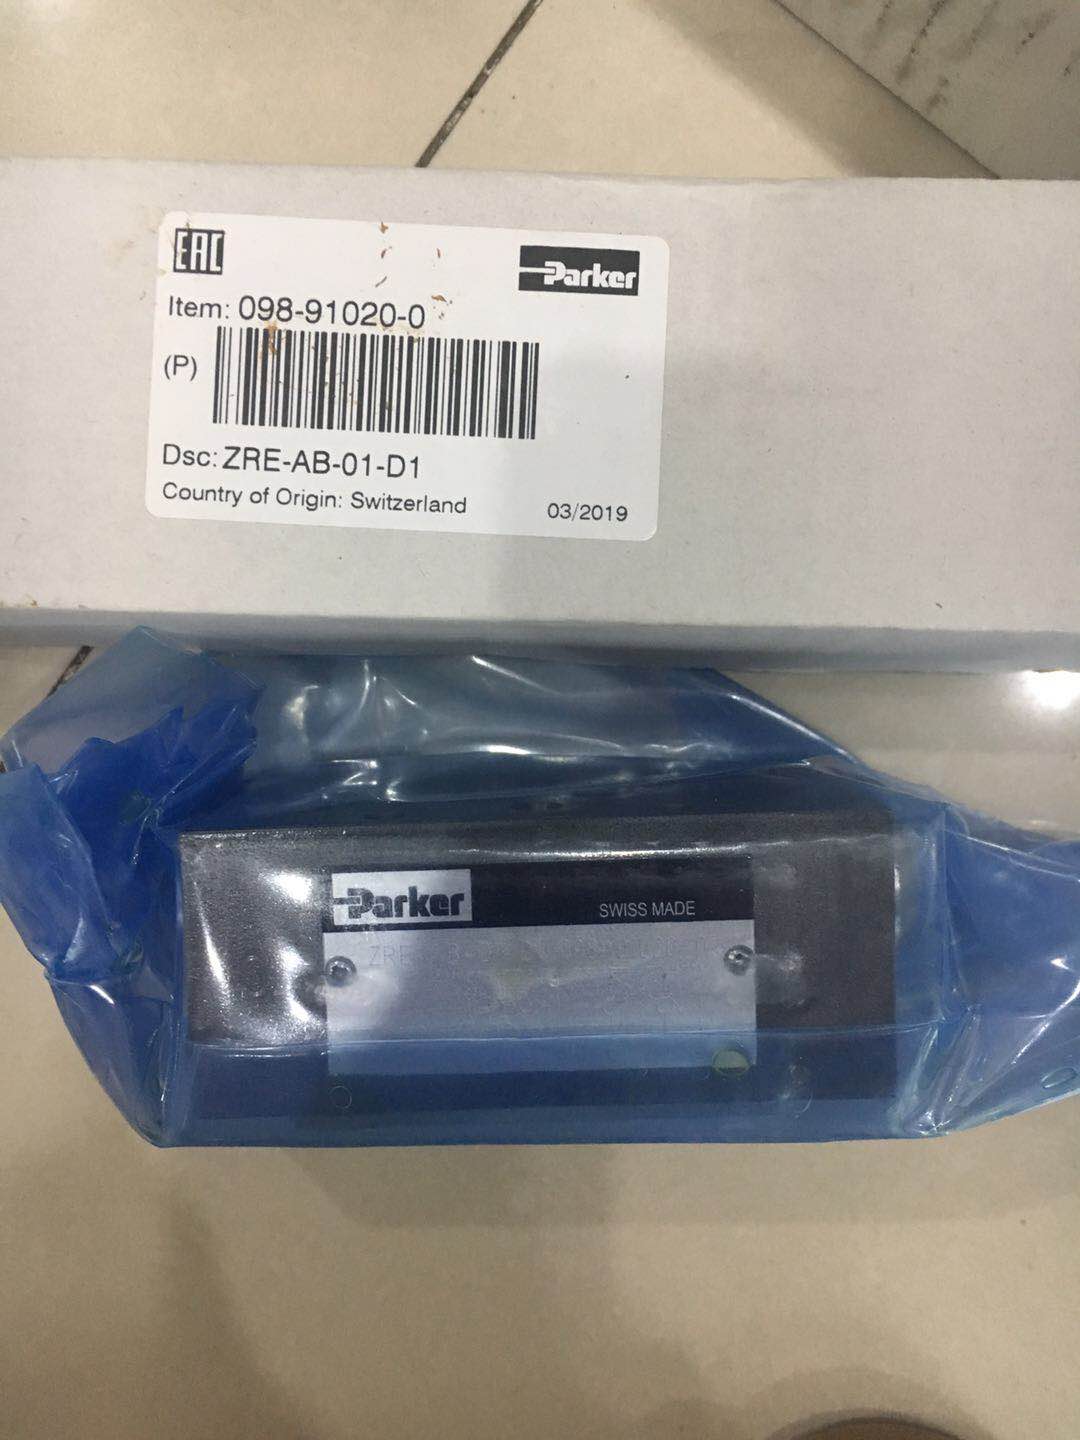 EAC
Parker
Item: 098-91020-0
(P)
Dsc: ZRE-AB-01-D1
Country of Origin: Switzerland 03/2019
Parker
SWISS MADE
ZRE